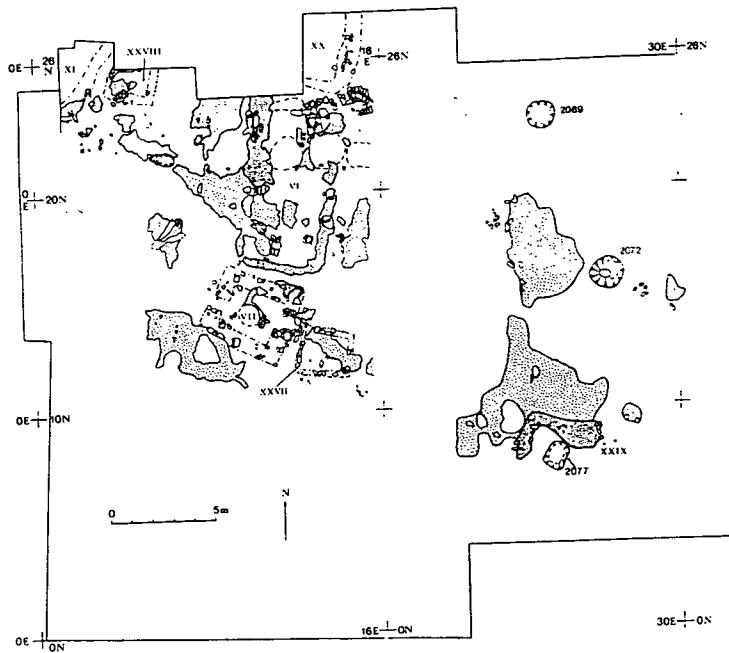 XXVIII
XX
XI
0E 26N
16E 26N
30E 26N
2069
VI
0E 20N
2072
VII
XXVII
0E 10N
XXIX
2077
0 5m
N
16E 0N
30E 0N
0E 0N